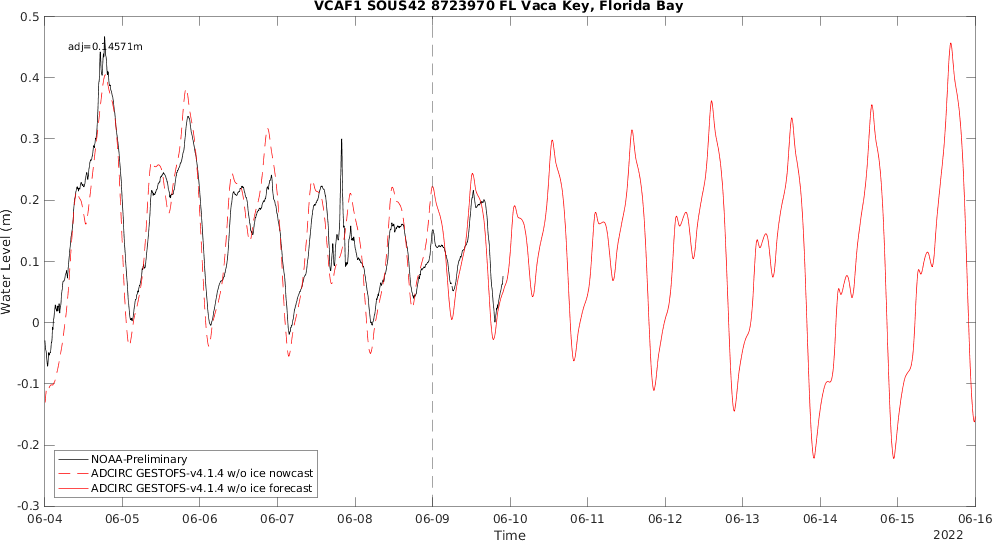 VCAF1 SOUS42 8723970 FL Vaca Key, Florida Bay
adj=0.14571m
Water Level (m)
0.5
0.4
0.3
0.2
0.1
0
-0.1
-0.2
-0.3
NOAA-Preliminary
ADCIRC GESTOFS-v4.1.4 w/o ice nowcast
ADCIRC GESTOFS-v4.1.4 w/o ice forecast
06-04 06-05 06-06 06-07 06-08 06-09 06-10 06-11 06-12 06-13 06-14 06-15 06-16
Time
2022